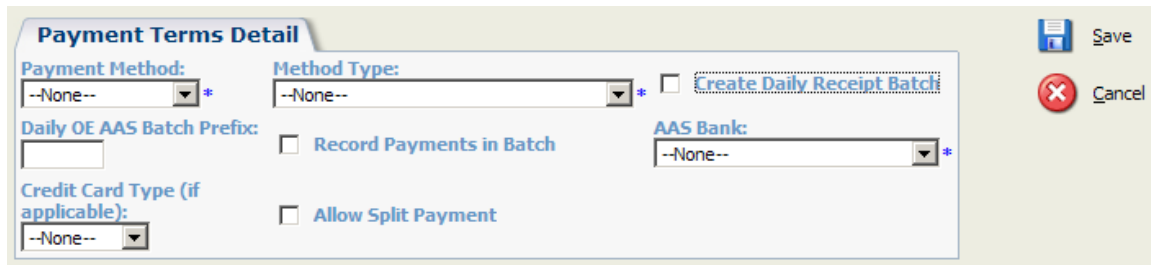 Payment Terms Detail
Save
Payment Method:
Method Type:
--None-- *
--None-- *
Create Daily Receipt Batch
Cancel
Daily OE AAS Batch Prefix:
Record Payments in Batch
AAS Bank:
--None-- *
Credit Card Type (if
applicable):
--None--
Allow Split Payment